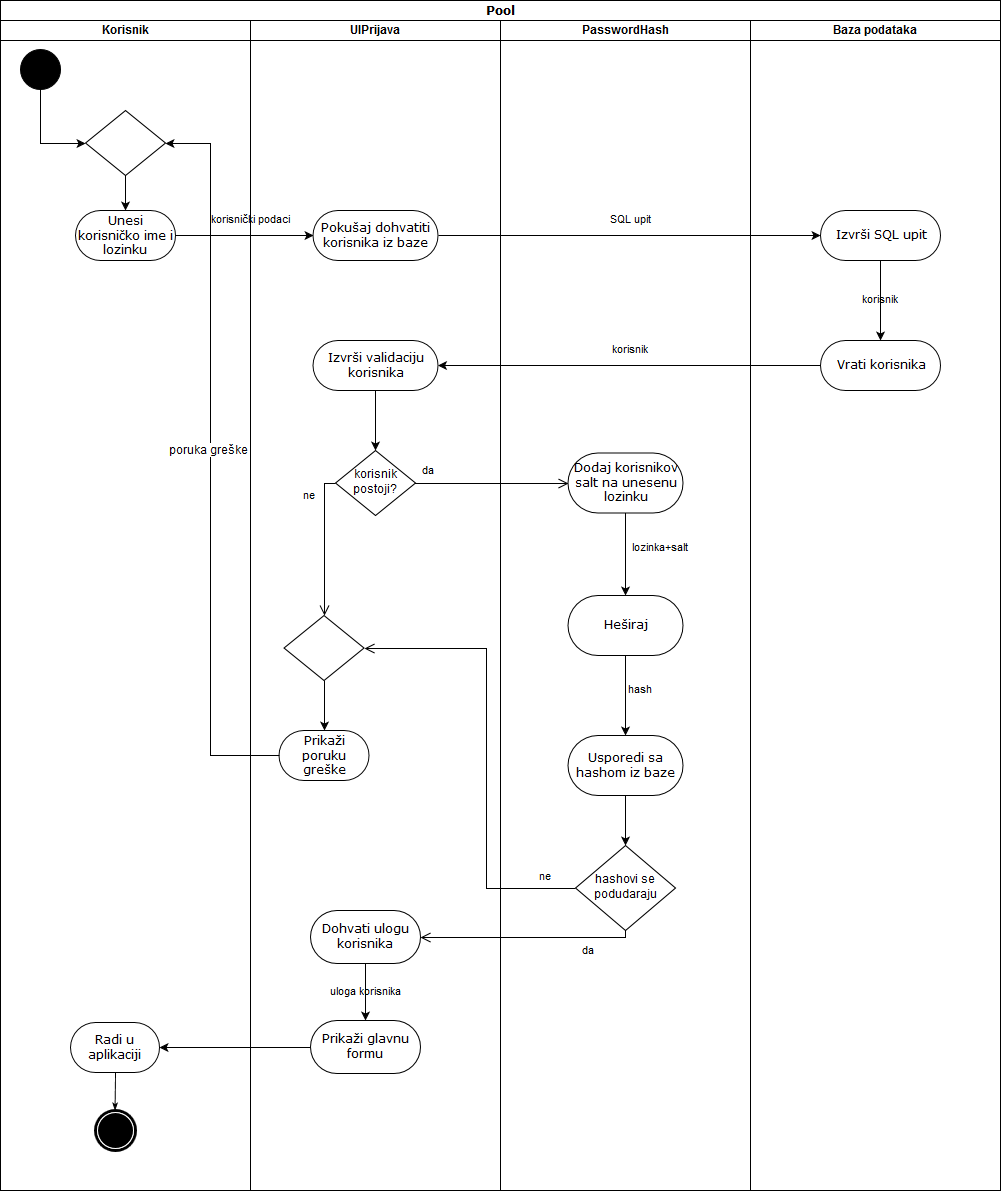 Pool
Korisnik
UIPrijava
PasswordHash
Baza podataka
Unesi
korisničko ime i
lozinku
korisnički podaci
Pokušaj dohvatiti
korisnika iz baze
SQL upit
Izvrši SQL upit
korisnik
Vrati korisnika
korisnik
Izvrši validaciju
korisnika
poruka greške
korisnik
postoji?
da
ne
Dodaj korisnikov
salt na unesenu
lozinku
lozinka+salt
Heširaj
hash
Usporedi sa
hashom iz baze
Prikaži
poruku
greške
hashovi se
podudaraju
ne
da
Dohvati ulogu
korisnika
uloga korisnika
Prikaži glavnu
formu
Radi u
aplikaciji